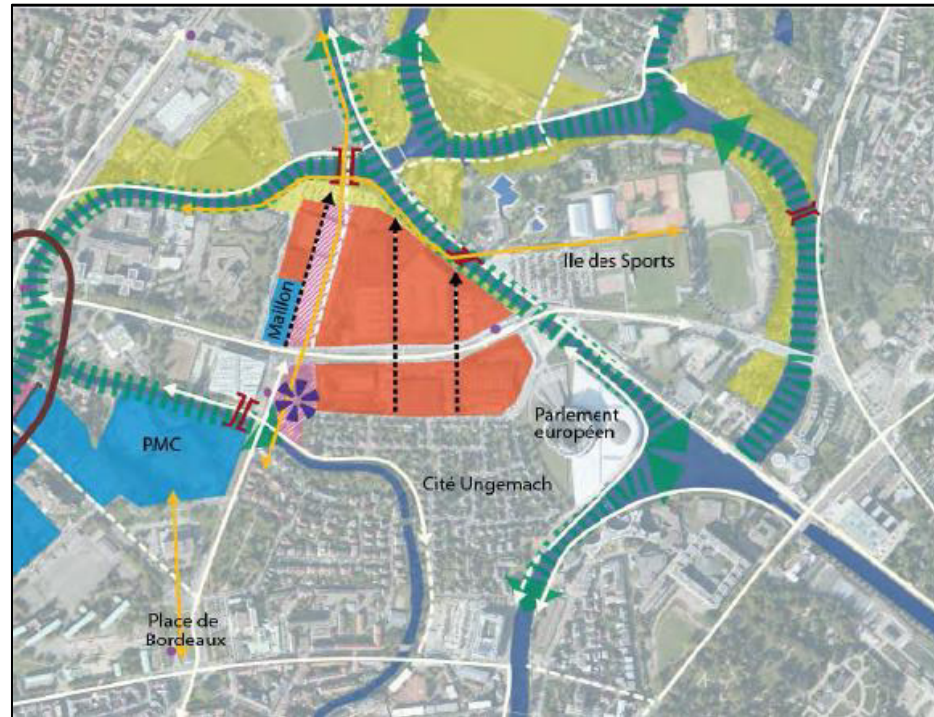 Ile des Sports
Maillon
Parlement
européen
PMC
Cité Ungemach
Place de
Bordeaux